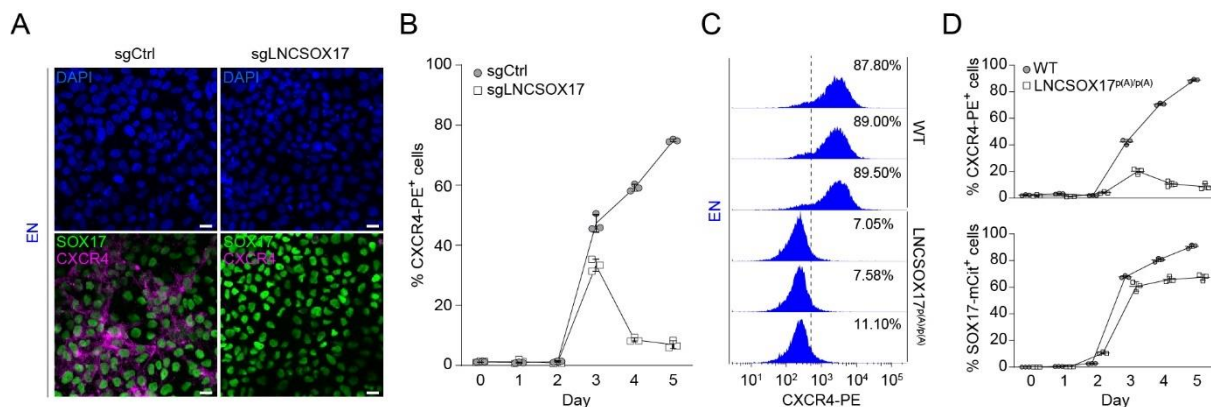 A
sgCtrl
sgLNCSOX17
EN
DAPI
DAPI
SOX17
CXCR4
SOX17
CXCR4
B
% CXCR4-PE+ cells
100
80
60
40
20
0
sgCtrl
sgLNCSOX17
0 1 2 3 4 5
Day
C
EN
87.80%
89.00%
89.50%
7.05%
7.58%
11.10%
WT
LNCSOX17p(A)/p(A)
10¹ 10² 10³ 10⁴ 10⁵
CXCR4-PE
D
WT
LNCSOX17p(A)/p(A)
% CXCR4-PE+ cells
100
80
60
40
20
0
% SOX17-mCit+ cells
100
80
60
40
20
0
0 1 2 3 4 5
Day